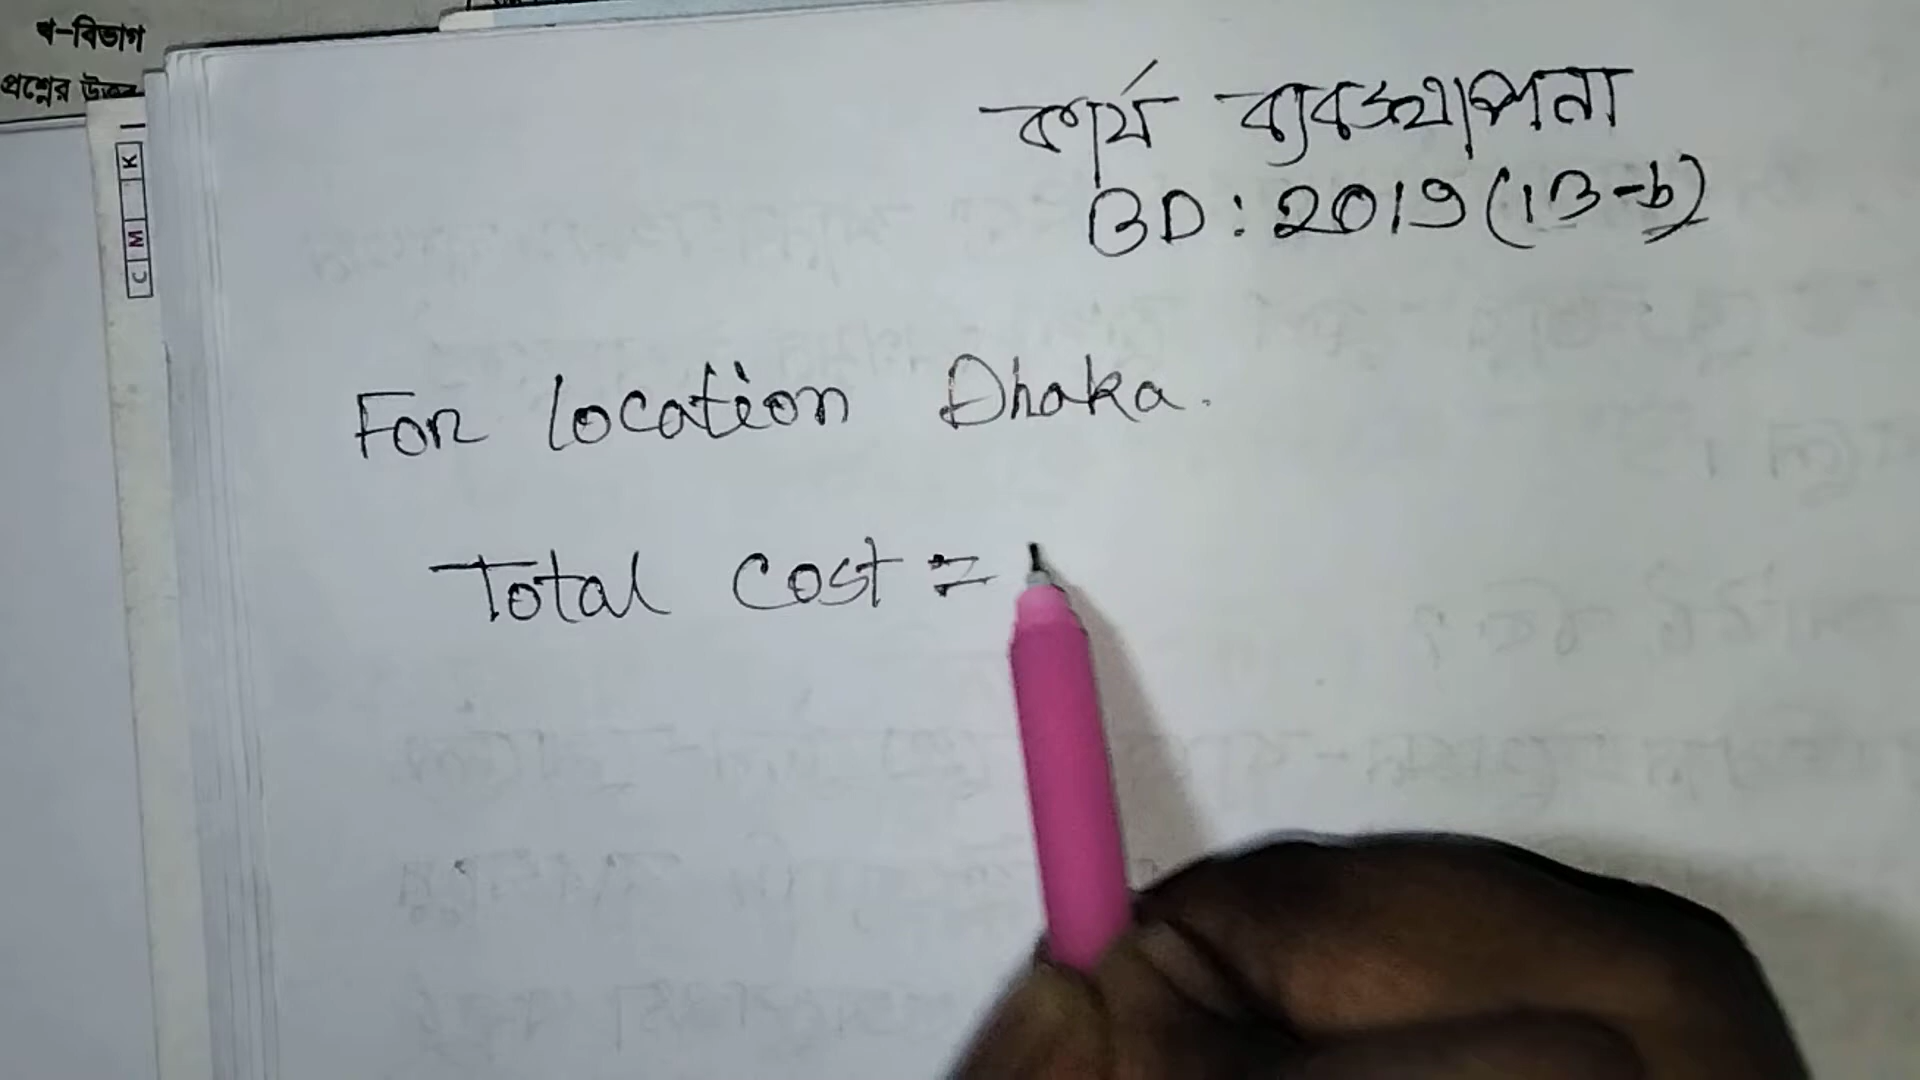 খ-বিভাগ
প্রশ্নের উত্তর
C M K
কার্য ব্যবস্থাপনা
BD: 2019 (13-b)
For location Dhaka.
Total cost =